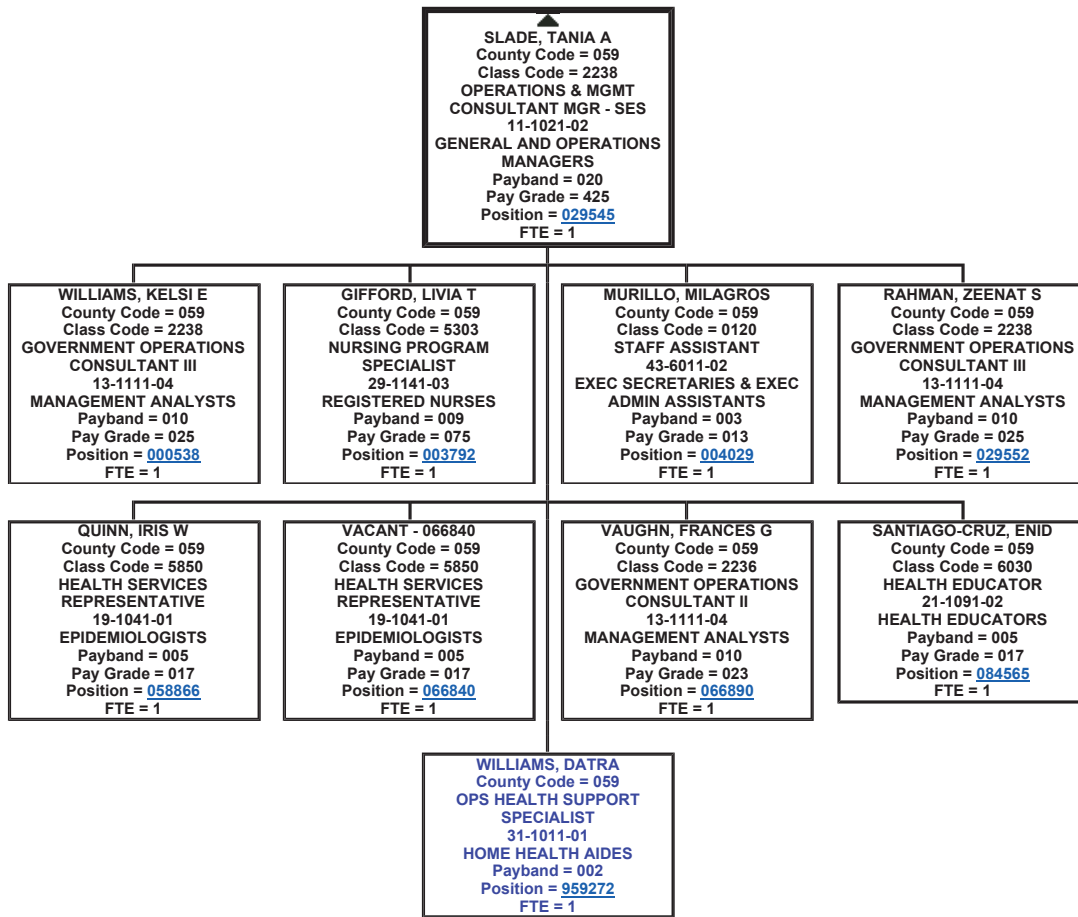 SLADE, TANIA A
County Code = 059
Class Code = 2238
OPERATIONS & MGMT
CONSULTANT MGR - SES
11-1021-02
GENERAL AND OPERATIONS
MANAGERS
Payband = 020
Pay Grade = 425
Position = 029545
FTE = 1
WILLIAMS, KELSI E
County Code = 059
Class Code = 2238
GOVERNMENT OPERATIONS
CONSULTANT III
13-1111-04
MANAGEMENT ANALYSTS
Payband = 010
Pay Grade = 025
Position = 000538
FTE = 1
GIFFORD, LIVIA T
County Code = 059
Class Code = 5303
NURSING PROGRAM
SPECIALIST
29-1141-03
REGISTERED NURSES
Payband = 009
Pay Grade = 075
Position = 003792
FTE = 1
MURILLO, MILAGROS
County Code = 059
Class Code = 0120
STAFF ASSISTANT
43-6011-02
EXEC SECRETARIES & EXEC
ADMIN ASSISTANTS
Payband = 003
Pay Grade = 013
Position = 004029
FTE = 1
RAHMAN, ZEENAT S
County Code = 059
Class Code = 2238
GOVERNMENT OPERATIONS
CONSULTANT III
13-1111-04
MANAGEMENT ANALYSTS
Payband = 010
Pay Grade = 025
Position = 029552
FTE = 1
QUINN, IRIS W
County Code = 059
Class Code = 5850
HEALTH SERVICES
REPRESENTATIVE
19-1041-01
EPIDEMIOLOGISTS
Payband = 005
Pay Grade = 017
Position = 058866
FTE = 1
VACANT - 066840
County Code = 059
Class Code = 5850
HEALTH SERVICES
REPRESENTATIVE
19-1041-01
EPIDEMIOLOGISTS
Payband = 005
Pay Grade = 017
Position = 066840
FTE = 1
VAUGHN, FRANCES G
County Code = 059
Class Code = 2236
GOVERNMENT OPERATIONS
CONSULTANT II
13-1111-04
MANAGEMENT ANALYSTS
Payband = 010
Pay Grade = 023
Position = 066890
FTE = 1
SANTIAGO-CRUZ, ENID
County Code = 059
Class Code = 6030
HEALTH EDUCATOR
21-1091-02
HEALTH EDUCATORS
Payband = 005
Pay Grade = 017
Position = 084565
FTE = 1
WILLIAMS, DATRA
County Code = 059
OPS HEALTH SUPPORT
SPECIALIST
31-1011-01
HOME HEALTH AIDES
Payband = 002
Position = 959272
FTE = 1